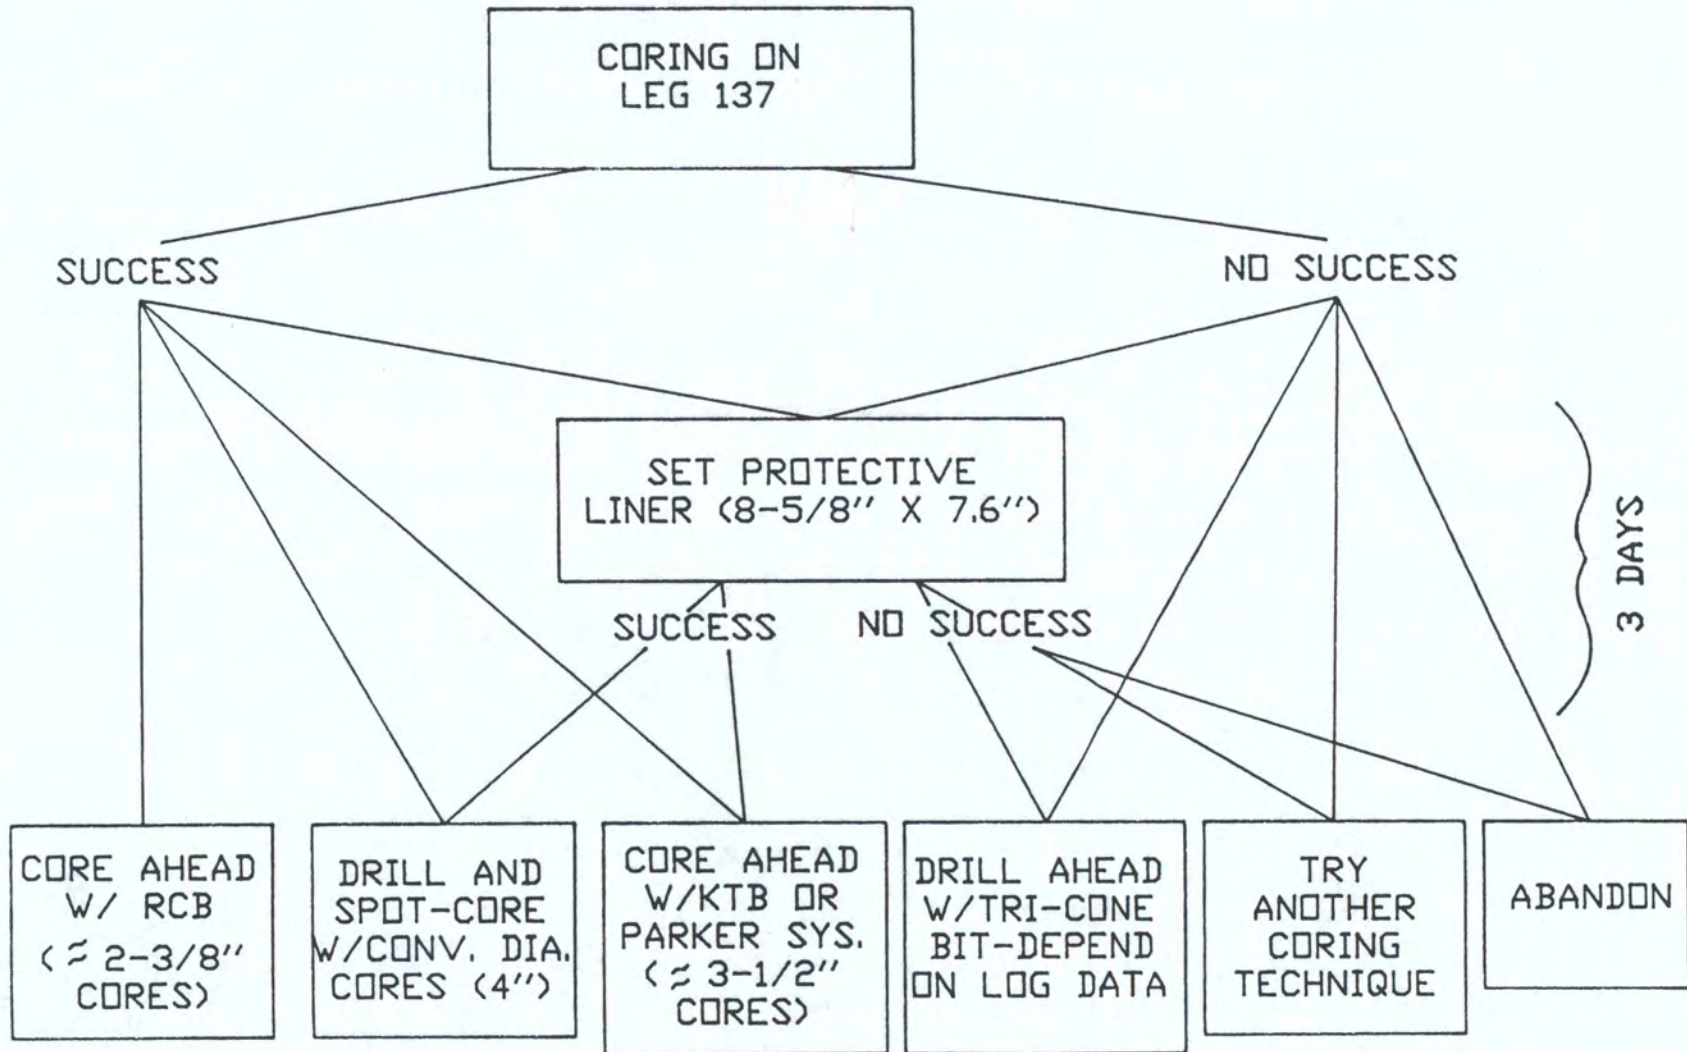 CORING ON
LEG 137
SUCCESS
NO SUCCESS
SET PROTECTIVE
LINER (8-5/8" X 7.6")
SUCCESS
NO SUCCESS
3 DAYS
CORE AHEAD
W/ RCB
(≈ 2-3/8"
CORES)
DRILL AND
SPOT-CORE
W/CONV. DIA.
CORES (4")
CORE AHEAD
W/KTB OR
PARKER SYS.
(≈ 3-1/2"
CORES)
DRILL AHEAD
W/TRI-CONE
BIT-DEPEND
ON LOG DATA
TRY
ANOTHER
CORING
TECHNIQUE
ABANDON